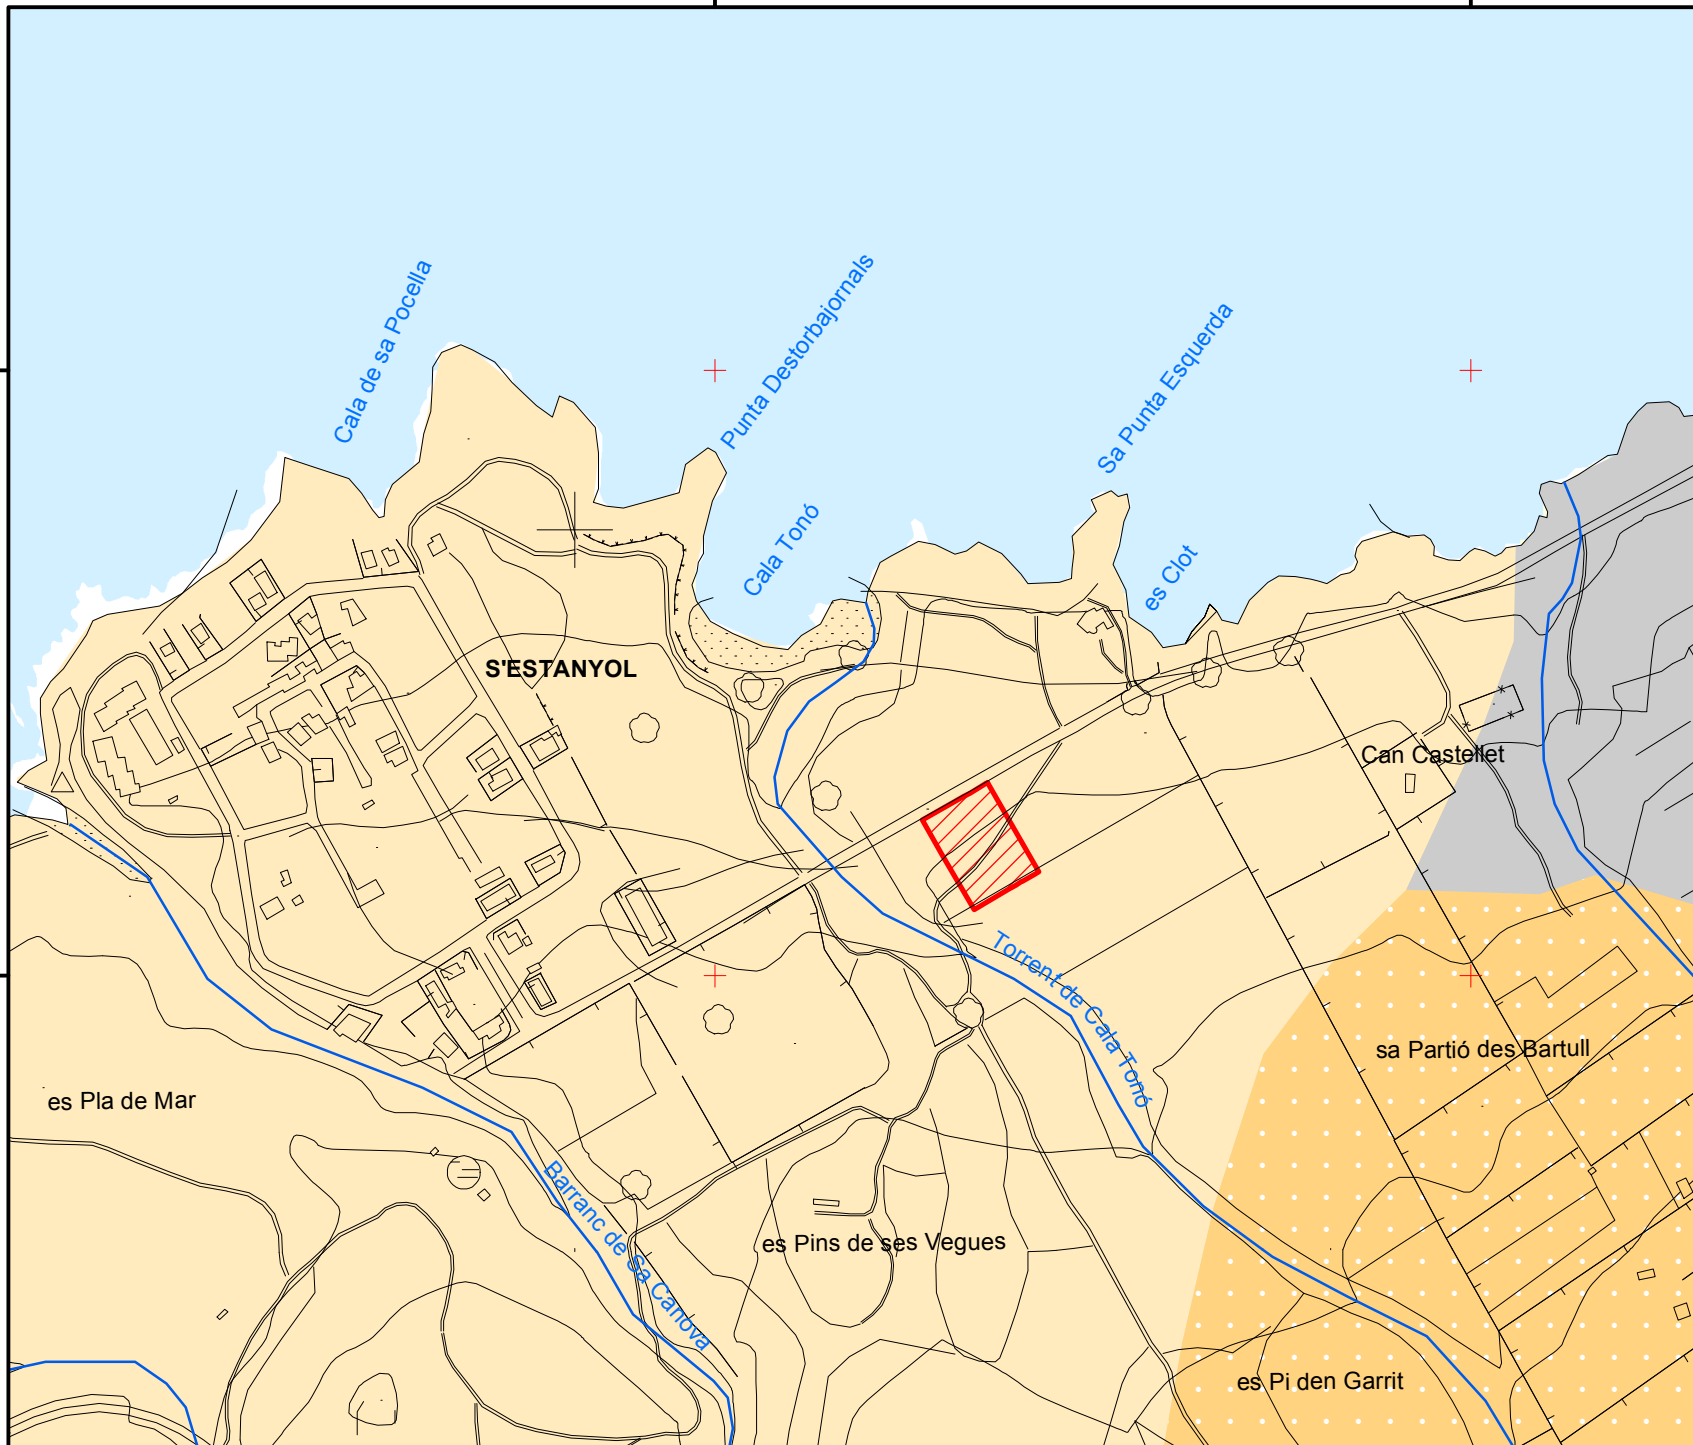 Cala de sa Pocella
Punta Destorbajornals
Sa Punta Esquerda
Cala Tonó
es Clot
S'ESTANYOL
Can Castellet
Torrent de Cala Tonó
sa Partió des Bartull
es Pla de Mar
Barranc de Sa Canova
es Pins de ses Vegues
es Pi den Garrit